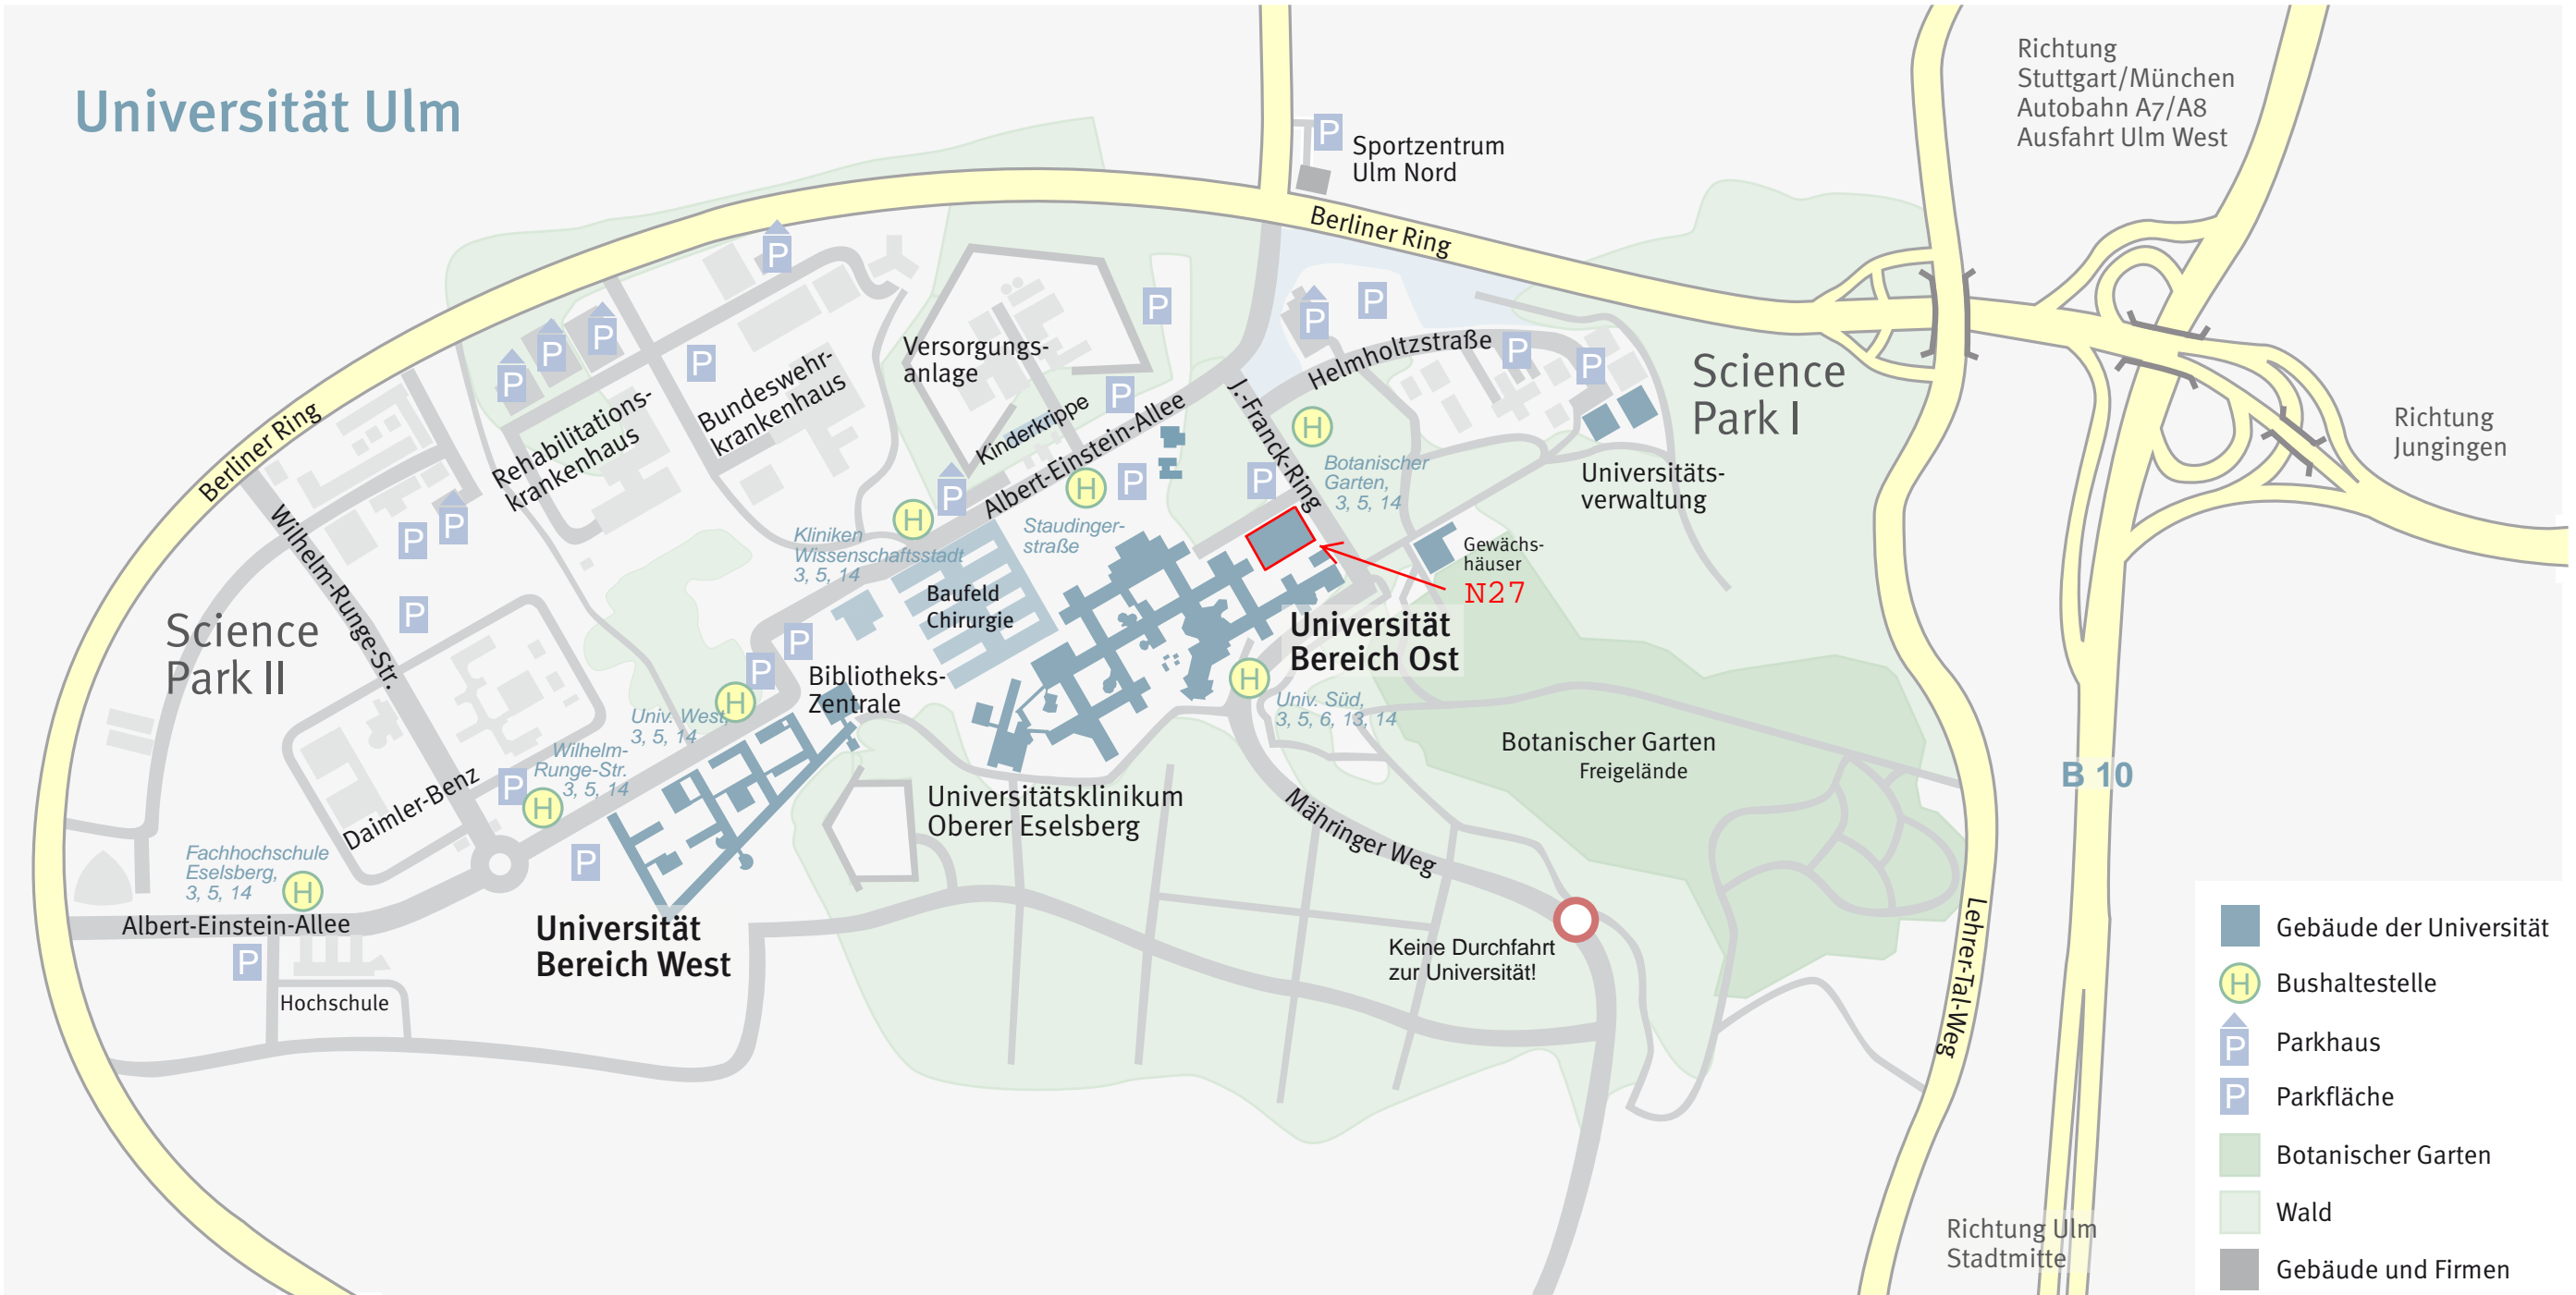 Universität Ulm
Richtung
Stuttgart/München
Autobahn A7/A8
Ausfahrt Ulm West
P
Sportzentrum
Ulm Nord
Berliner Ring
P
P
P
P
P
P
P
P
P
Versorgungs-
anlage
Bundeswehr-
krankenhaus
Rehabilitations-
krankenhaus
Berliner Ring
Kinderkrippe
P
Albert-Einstein-Allee
J.-Franck-Ring
Helmholtzstraße
P
P
Science
Park I
Richtung
Jungingen
H
Botanischer
Garten,
3, 5, 14
Universitäts-
verwaltung
P
P
H
P
H
Staudinger-
straße
Kliniken
Wissenschaftsstadt
3, 5, 14
P
P
P
Wilhelm-Runge-Str.
Gewächs-
häuser
N27
Baufeld
Chirurgie
Science
Park II
Universität
Bereich Ost
P
P
Bibliotheks-
Zentrale
H
H
Univ. West,
3, 5, 14
Univ. Süd,
3, 5, 6, 13, 14
Wilhelm-
Runge-Str.
3, 5, 14
P
H
Daimler-Benz
Botanischer Garten
Freigelände
B 10
Universitätsklinikum
Oberer Eselsberg
Mähringer Weg
P
Fachhochschule
Eselsberg,
3, 5, 14
H
Albert-Einstein-Allee
P
Hochschule
Universität
Bereich West
Keine Durchfahrt
zur Universität!
Lehrer-Tal-Weg
Richtung Ulm
Stadtmitte
Gebäude der Universität
H Bushaltestelle
P Parkhaus
P Parkfläche
Botanischer Garten
Wald
Gebäude und Firmen